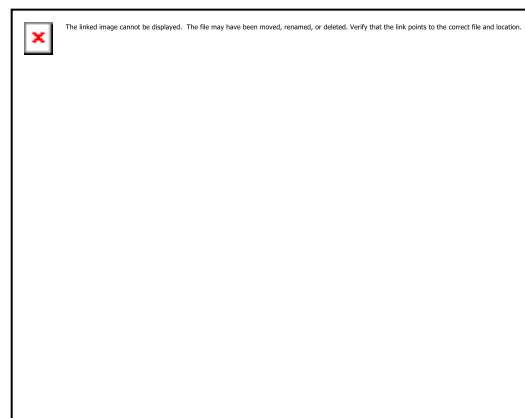 The linked image cannot be displayed. The file may have been moved, renamed, or deleted. Verify that the link points to the correct file and location.